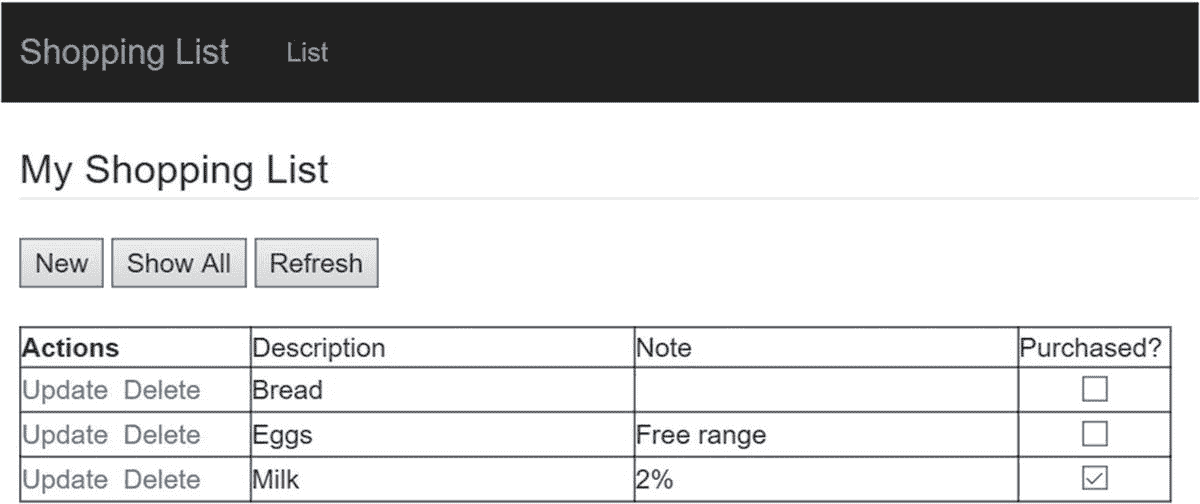 Shopping List List
My Shopping List
New Show All Refresh
Actions Description Note Purchased?
Update Delete Bread
Update Delete Eggs Free range
Update Delete Milk 2%